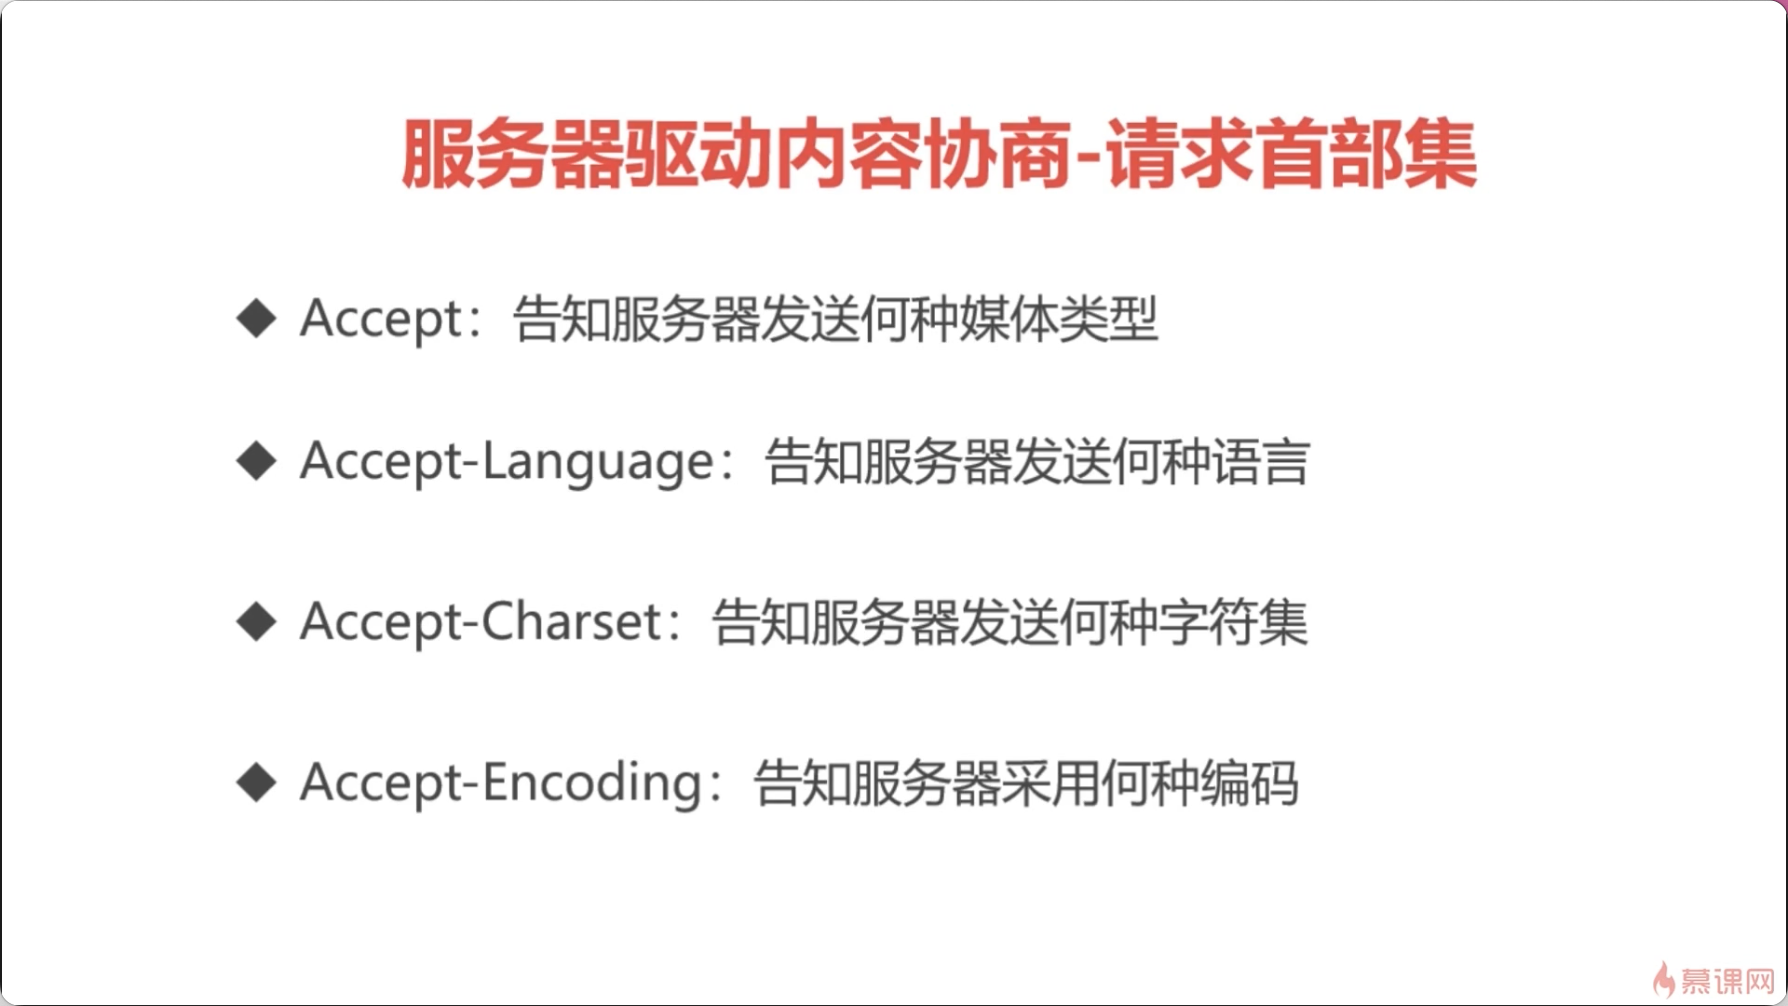 服务器驱动内容协商-请求首部集
◆ Accept：告知服务器发送何种媒体类型
◆ Accept-Language：告知服务器发送何种语言
◆ Accept-Charset：告知服务器发送何种字符集
◆ Accept-Encoding：告知服务器采用何种编码
慕课网